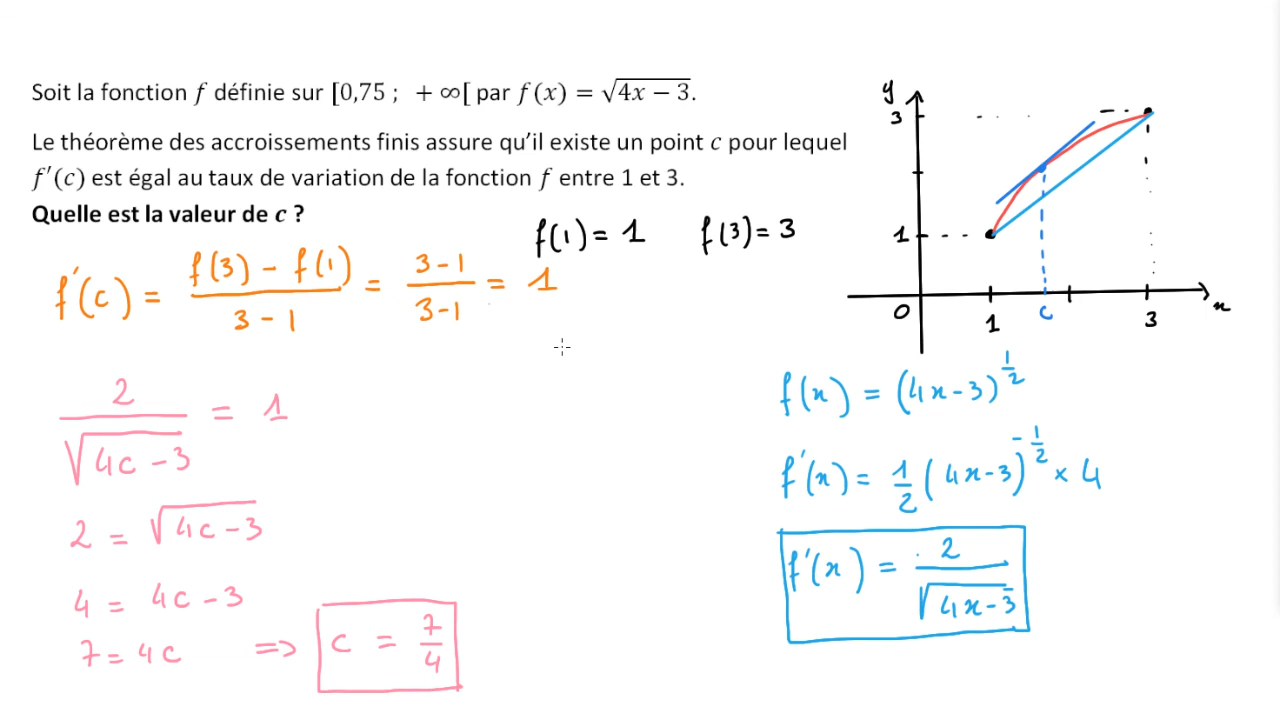 Soit la fonction f définie sur [0,75 ; +∞[ par f(x) = √(4x − 3).
Le théorème des accroissements finis assure qu'il existe un point c pour lequel
f′(c) est égal au taux de variation de la fonction f entre 1 et 3.
Quelle est la valeur de c ?
f(1) = 1 f(3) = 3
f′(c) = (f(3) − f(1))/(3 − 1) = (3−1)/(3−1) = 1
2/√(4c − 3) = 1
2 = √(4c − 3)
4 = 4c − 3
7 = 4c => c = 7/4
y
3
1
0
1
c
3
x
f(x) = (4x − 3)^(1/2)
f′(x) = 1/2 (4x − 3)^(−1/2) × 4
f′(x) = 2/√(4x − 3)